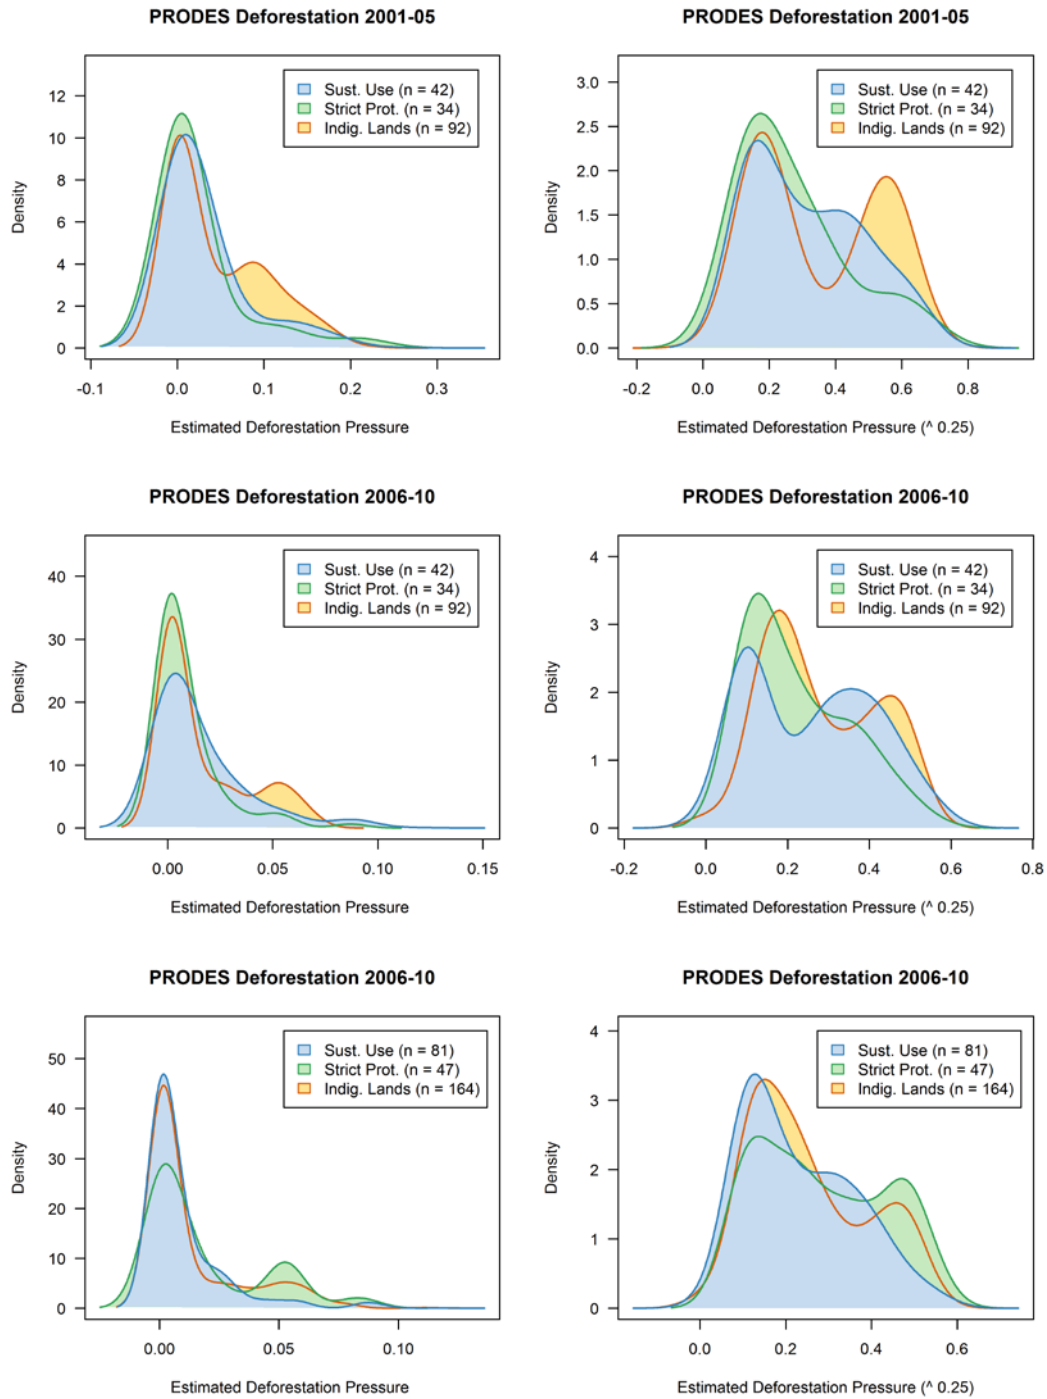 PRODES Deforestation 2001-05
Density
12
10
8
6
4
2
0
-0.1 0.0 0.1 0.2 0.3
Estimated Deforestation Pressure
Sust. Use (n = 42)
Strict Prot. (n = 34)
Indig. Lands (n = 92)
PRODES Deforestation 2001-05
Density
3.0
2.5
2.0
1.5
1.0
0.5
0.0
-0.2 0.0 0.2 0.4 0.6 0.8
Estimated Deforestation Pressure (^ 0.25)
Sust. Use (n = 42)
Strict Prot. (n = 34)
Indig. Lands (n = 92)
PRODES Deforestation 2006-10
Density
40
30
20
10
0
0.00 0.05 0.10 0.15
Estimated Deforestation Pressure
Sust. Use (n = 42)
Strict Prot. (n = 34)
Indig. Lands (n = 92)
PRODES Deforestation 2006-10
Density
4
3
2
1
0
-0.2 0.0 0.2 0.4 0.6 0.8
Estimated Deforestation Pressure (^ 0.25)
Sust. Use (n = 42)
Strict Prot. (n = 34)
Indig. Lands (n = 92)
PRODES Deforestation 2006-10
Density
50
40
30
20
10
0
0.00 0.05 0.10
Estimated Deforestation Pressure
Sust. Use (n = 81)
Strict Prot. (n = 47)
Indig. Lands (n = 164)
PRODES Deforestation 2006-10
Density
4
3
2
1
0
0.0 0.2 0.4 0.6
Estimated Deforestation Pressure (^ 0.25)
Sust. Use (n = 81)
Strict Prot. (n = 47)
Indig. Lands (n = 164)